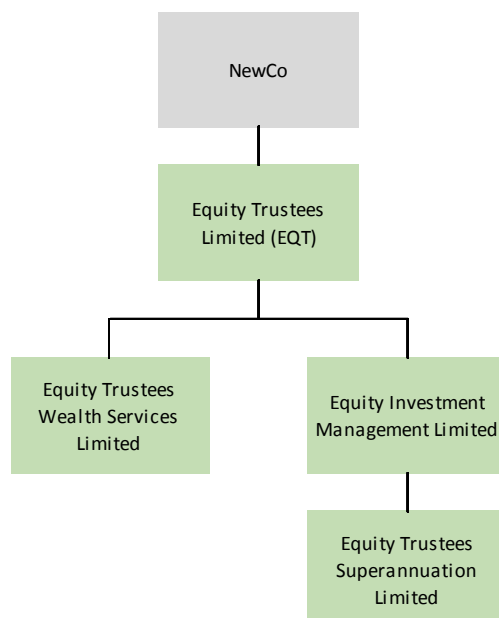 NewCo
Equity Trustees
Limited (EQT)
Equity Trustees
Wealth Services
Limited
Equity Investment
Management Limited
Equity Trustees
Superannuation
Limited